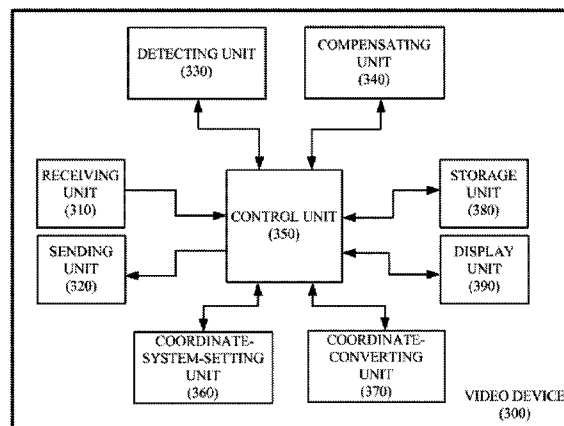 DETECTING UNIT
(330)
COMPENSATING
UNIT
(340)
RECEIVING
UNIT
(310)
CONTROL UNIT
(350)
STORAGE
UNIT
(380)
SENDING
UNIT
(320)
DISPLAY
UNIT
(390)
COORDINATE-
SYSTEM-SETTING
UNIT
(360)
COORDINATE-
CONVERTING
UNIT
(370)
VIDEO DEVICE
(300)